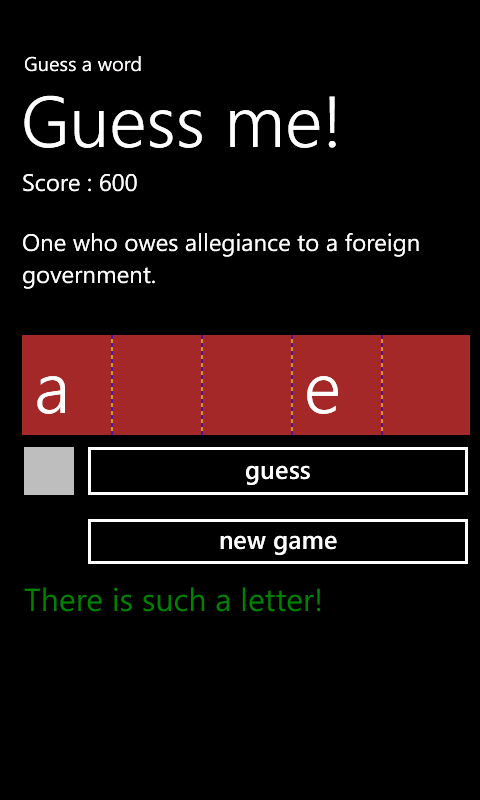 Guess a word
Guess me!
Score : 600
One who owes allegiance to a foreign
government.
a e
guess
new game
There is such a letter!